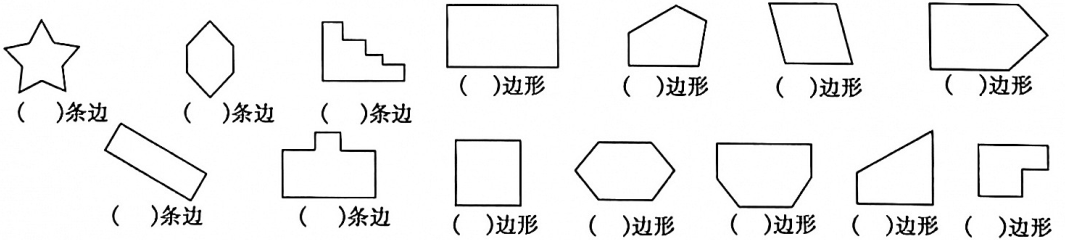 (    )条边 (    )条边 (    )条边 (    )边形 (    )边形 (    )边形 (    )边形
(    )条边 (    )条边 (    )边形 (    )边形 (    )边形 (    )边形 (    )边形